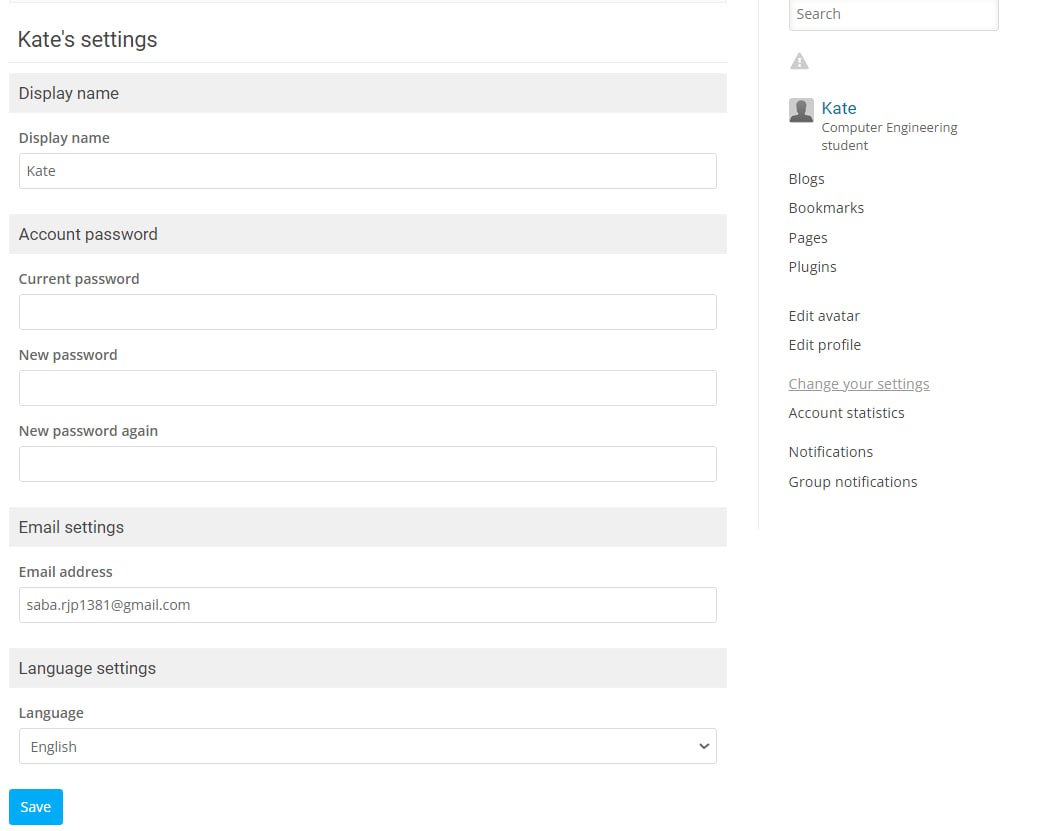 Kate's settings
Display name
Display name
Kate
Account password
Current password
New password
New password again
Email settings
Email address
saba.rjp1381@gmail.com
Language settings
Language
English
Save
Search
Kate
Computer Engineering
student
Blogs
Bookmarks
Pages
Plugins
Edit avatar
Edit profile
Change your settings
Account statistics
Notifications
Group notifications